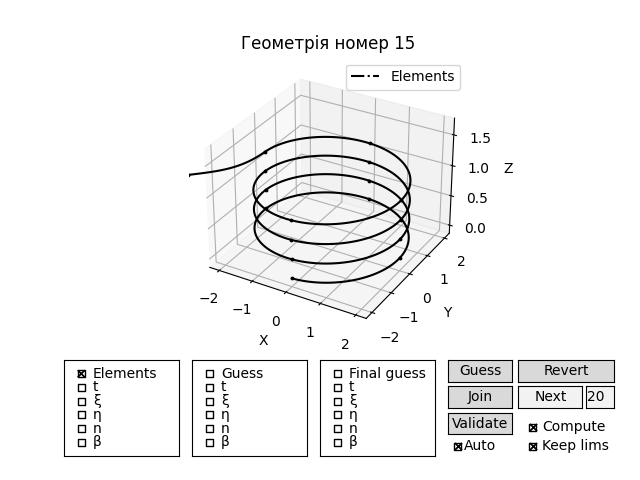 Геометрія номер 15
Elements
1.5
1.0
0.5
0.0
Z
−2
−1
0
1
2
X
−2
−1
0
1
2
Y
Elements
t
ξ
η
n
β
Guess
t
ξ
η
n
β
Final guess
t
ξ
η
n
β
Guess
Revert
Join
Next
20
Validate
Compute
Auto
Keep lims